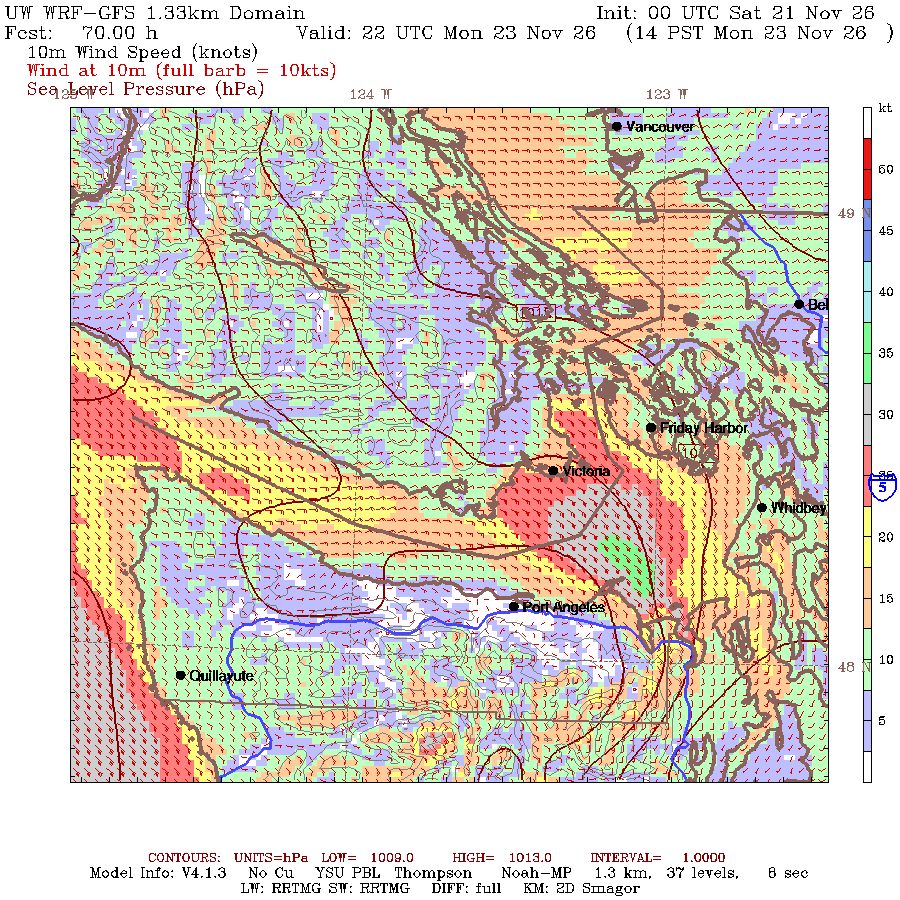 UW WRF-GFS 1.33km Domain Init: 00 UTC Sat 21 Nov 26
Fcst: 70.00 h Valid: 22 UTC Mon 23 Nov 26 (14 PST Mon 23 Nov 26 )
10m Wind Speed (knots)
Wind at 10m (full barb = 10kts)
Sea Level Pressure (hPa)
125 W 124 W 123 W
kt
Vancouver
60
49 N
45
40
Bel
35
30
Friday Harbor
Victoria
25
5
Whidbey
20
15
Port Angeles
10
48 N
Quillayute
5
CONTOURS: UNITS=hPa LOW= 1009.0 HIGH= 1013.0 INTERVAL= 1.0000
Model Info: V4.1.3 No Cu YSU PBL Thompson Noah-MP 1.3 km, 37 levels, 8 sec
LW: RRTMG SW: RRTMG DIFF: full KM: 2D Smagor